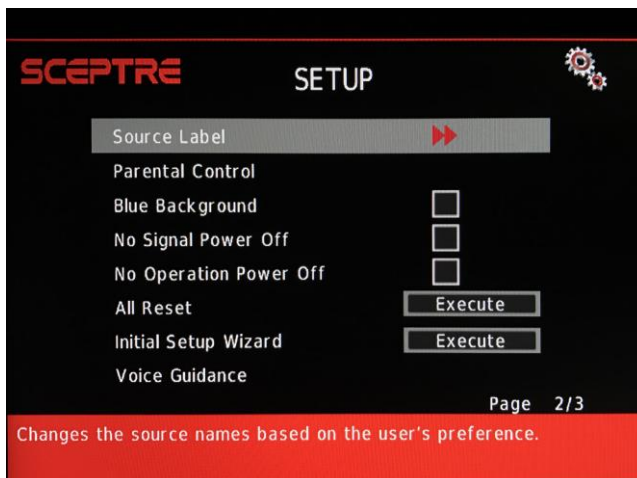 SCEPTRE
SETUP
Source Label
Parental Control
Blue Background
No Signal Power Off
No Operation Power Off
All Reset Execute
Initial Setup Wizard Execute
Voice Guidance
Page 2/3
Changes the source names based on the user's preference.